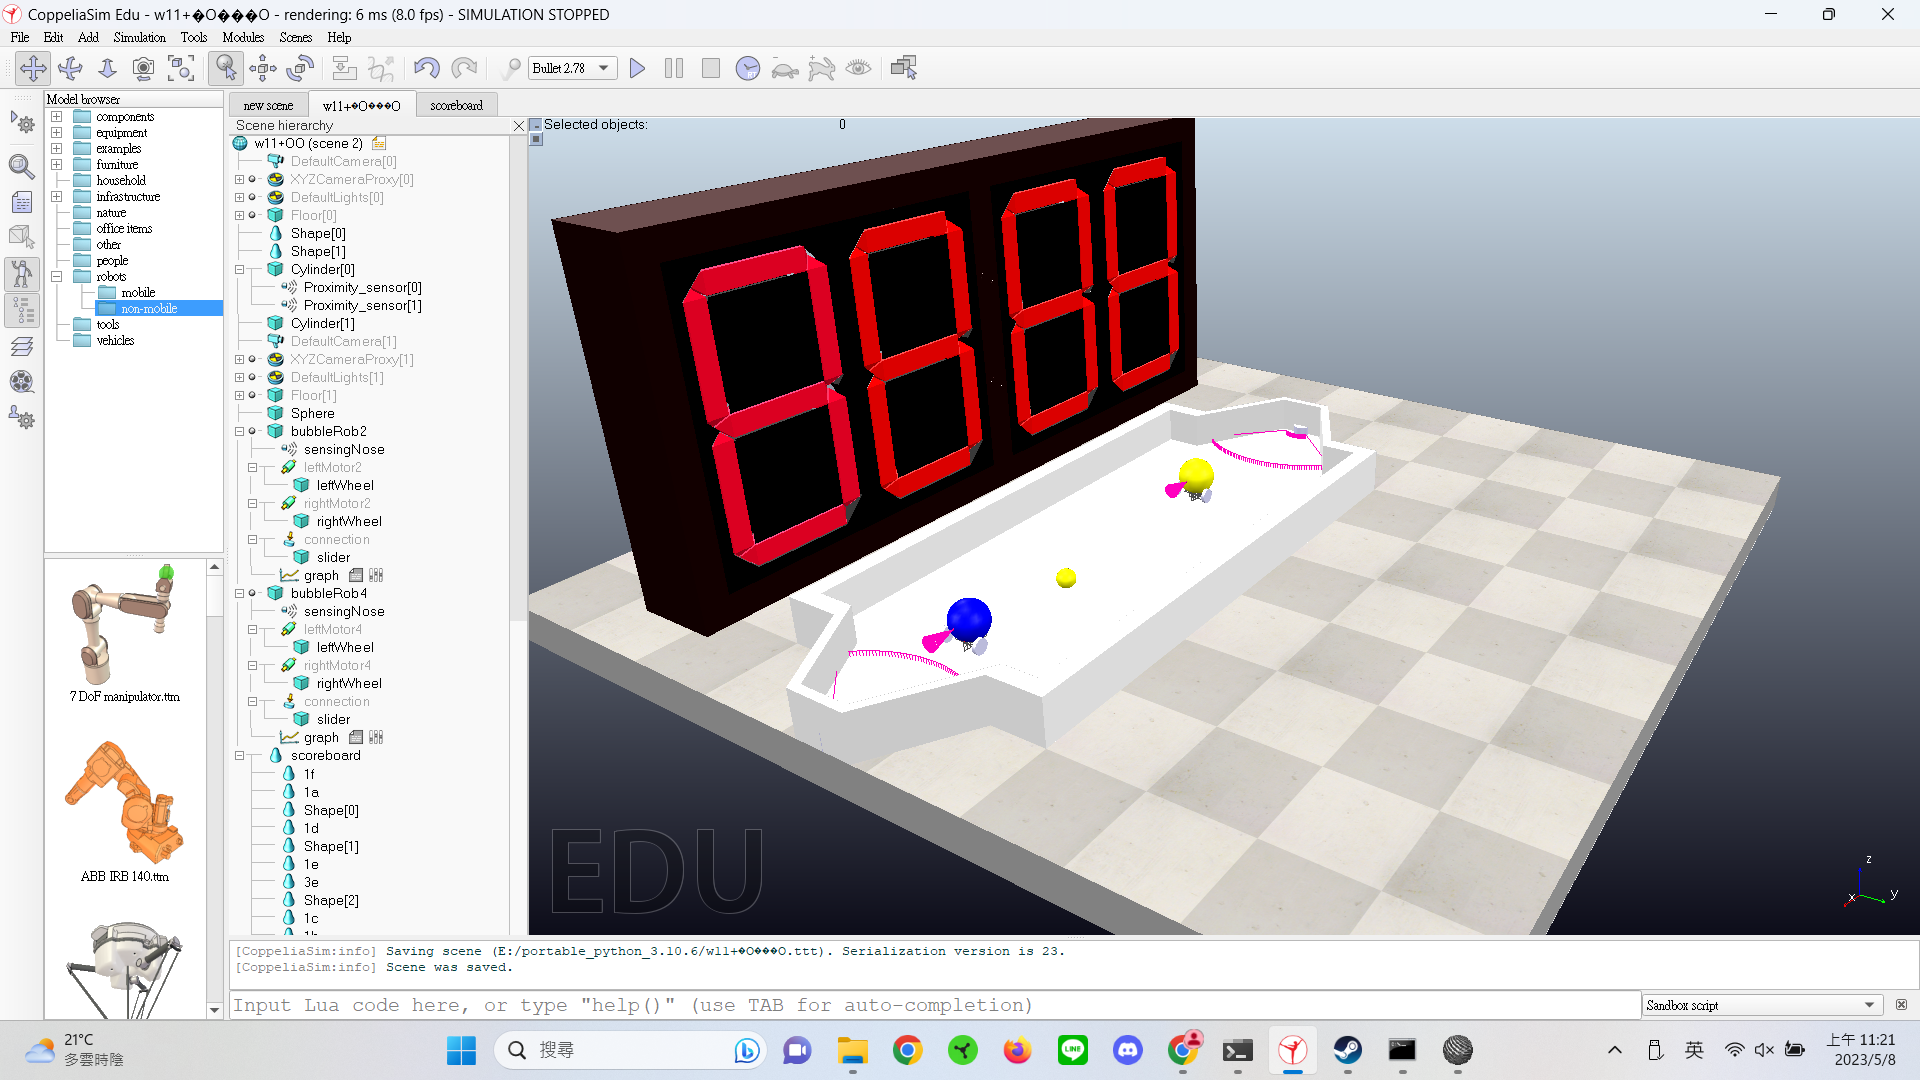 CoppeliaSim Edu - w11+�O���O - rendering: 6 ms (8.0 fps) - SIMULATION STOPPED
File Edit Add Simulation Tools Modules Scenes Help
Bullet 2.78
RT
Model browser
components
equipment
examples
furniture
household
infrastructure
nature
office items
other
people
robots
mobile
non-mobile
tools
vehicles
7 DoF manipulator.ttm
ABB IRB 140.ttm
new scene
w11+�O���O
scoreboard
Scene hierarchy
w11+OO (scene 2)
DefaultCamera[0]
XYZCameraProxy[0]
DefaultLights[0]
Floor[0]
Shape[0]
Shape[1]
Cylinder[0]
Proximity_sensor[0]
Proximity_sensor[1]
Cylinder[1]
DefaultCamera[1]
XYZCameraProxy[1]
DefaultLights[1]
Floor[1]
Sphere
bubbleRob2
sensingNose
leftMotor2
leftWheel
rightMotor2
rightWheel
connection
slider
graph
bubbleRob4
sensingNose
leftMotor4
leftWheel
rightMotor4
rightWheel
connection
slider
graph
scoreboard
1f
1a
Shape[0]
1d
Shape[1]
1e
3e
Shape[2]
1c
1b
Selected objects: 0
88 88
EDU
z
x
y
[CoppeliaSim:info] Saving scene (E:/portable_python_3.10.6/w11+�O���O.ttt). Serialization version is 23.
[CoppeliaSim:info] Scene was saved.
Input Lua code here, or type "help()" (use TAB for auto-completion)
Sandbox script
21°C
多雲時陰
搜尋
LINE
英
上午 11:21
2023/5/8